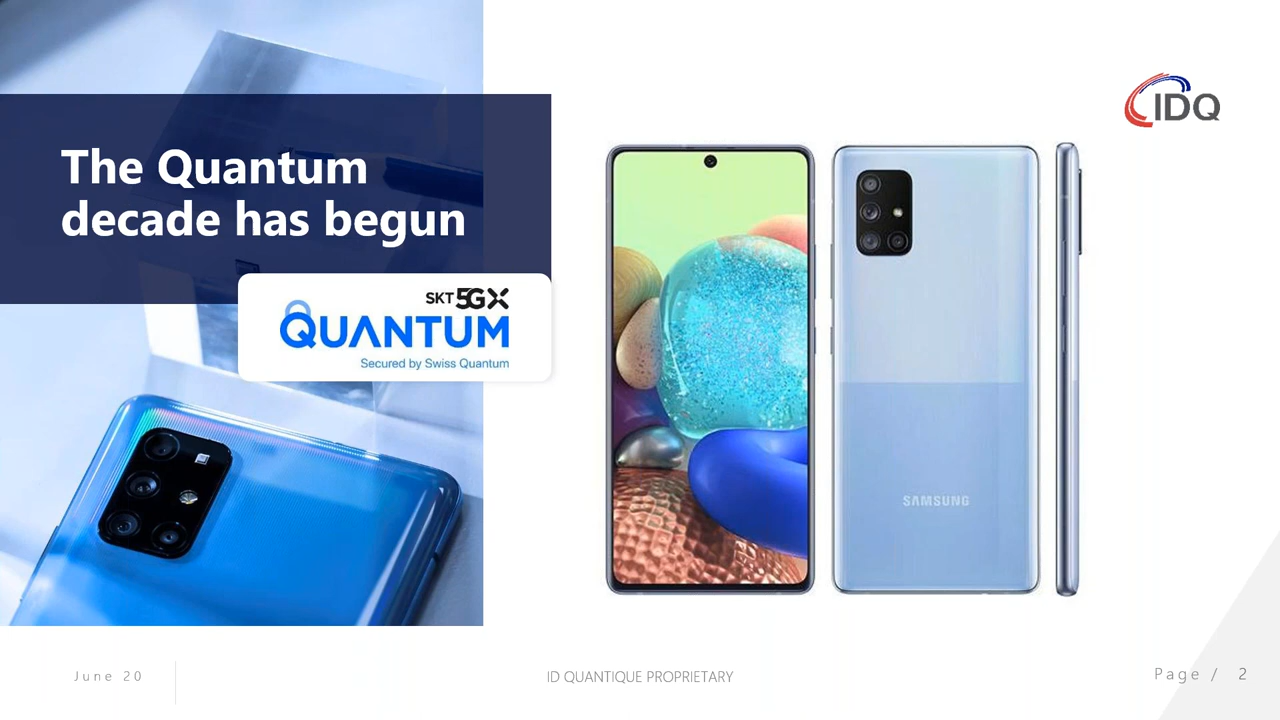 The Quantum
decade has begun
SKT 5GX
QUANTUM
Secured by Swiss Quantum
IDQ
SAMSUNG
June 20
ID QUANTIQUE PROPRIETARY
Page / 2